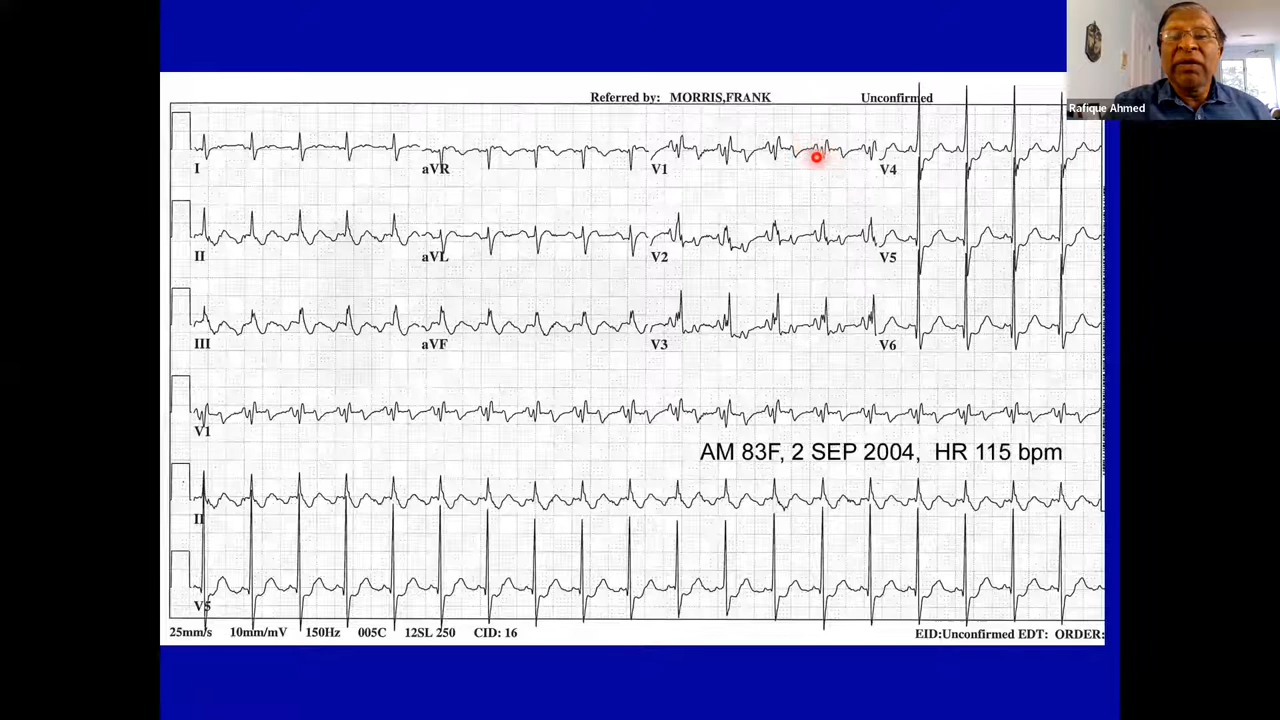 Referred by: MORRIS,FRANK Unconfirmed
Rafique Ahmed
I aVR V1 V4
II aVL V2 V5
III aVF V3 V6
V1
AM 83F, 2 SEP 2004, HR 115 bpm
II
V5
25mm/s 10mm/mV 150Hz 005C 12SL 250 CID: 16 EID:Unconfirmed EDT: ORDER: